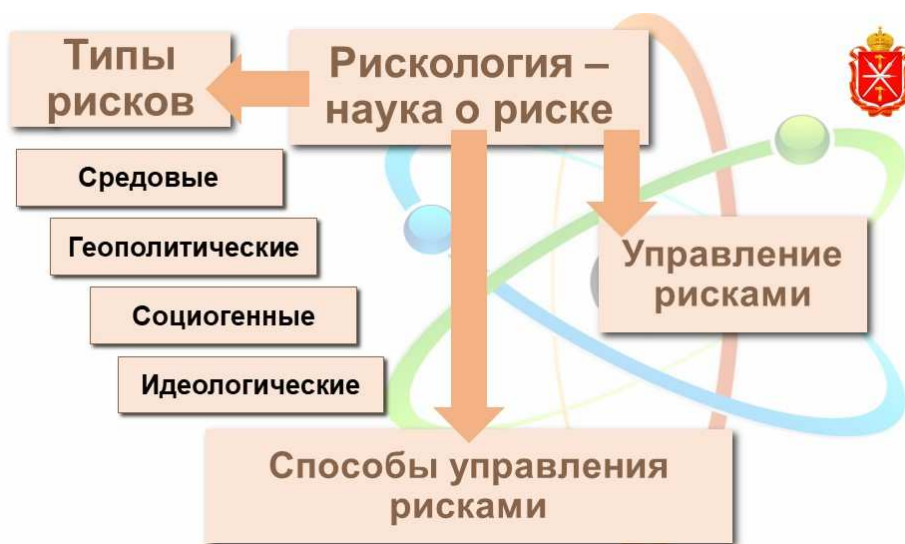 Типы
рисков
Рискология –
наука о риске
Средовые
Геополитические
Социогенные
Идеологические
Управление
рисками
Способы управления
рисками